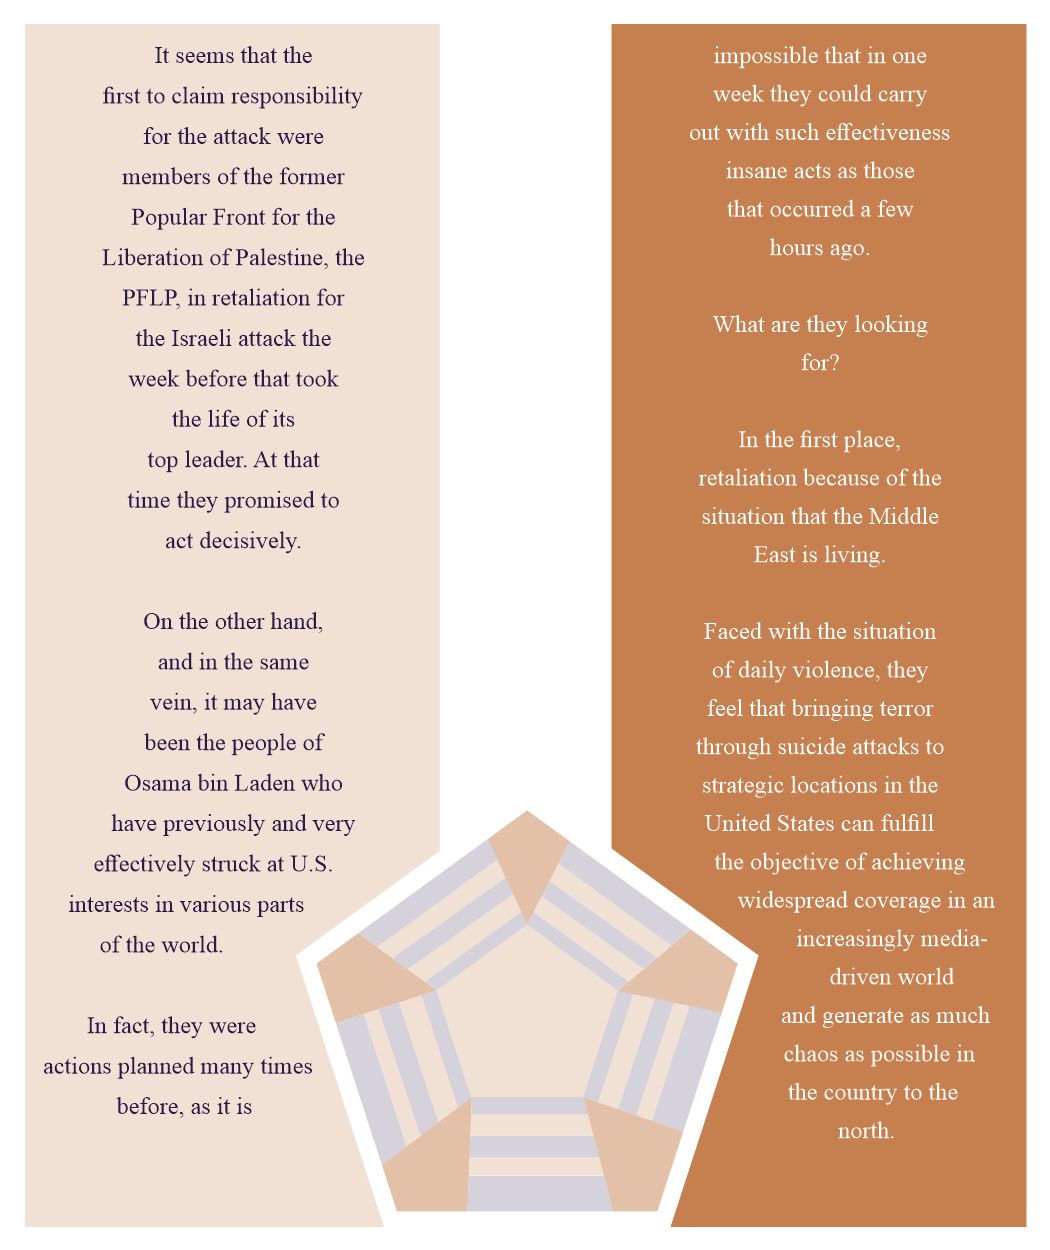 It seems that the
first to claim responsibility
for the attack were
members of the former
Popular Front for the
Liberation of Palestine, the
PFLP, in retaliation for
the Israeli attack the
week before that took
the life of its
top leader. At that
time they promised to
act decisively.
On the other hand,
and in the same
vein, it may have
been the people of
Osama bin Laden who
have previously and very
effectively struck at U.S.
interests in various parts
of the world.
In fact, they were
actions planned many times
before, as it is
impossible that in one
week they could carry
out with such effectiveness
insane acts as those
that occurred a few
hours ago.
What are they looking
for?
In the first place,
retaliation because of the
situation that the Middle
East is living.
Faced with the situation
of daily violence, they
feel that bringing terror
through suicide attacks to
strategic locations in the
United States can fulfill
the objective of achieving
widespread coverage in an
increasingly media-
driven world
and generate as much
chaos as possible in
the country to the
north.